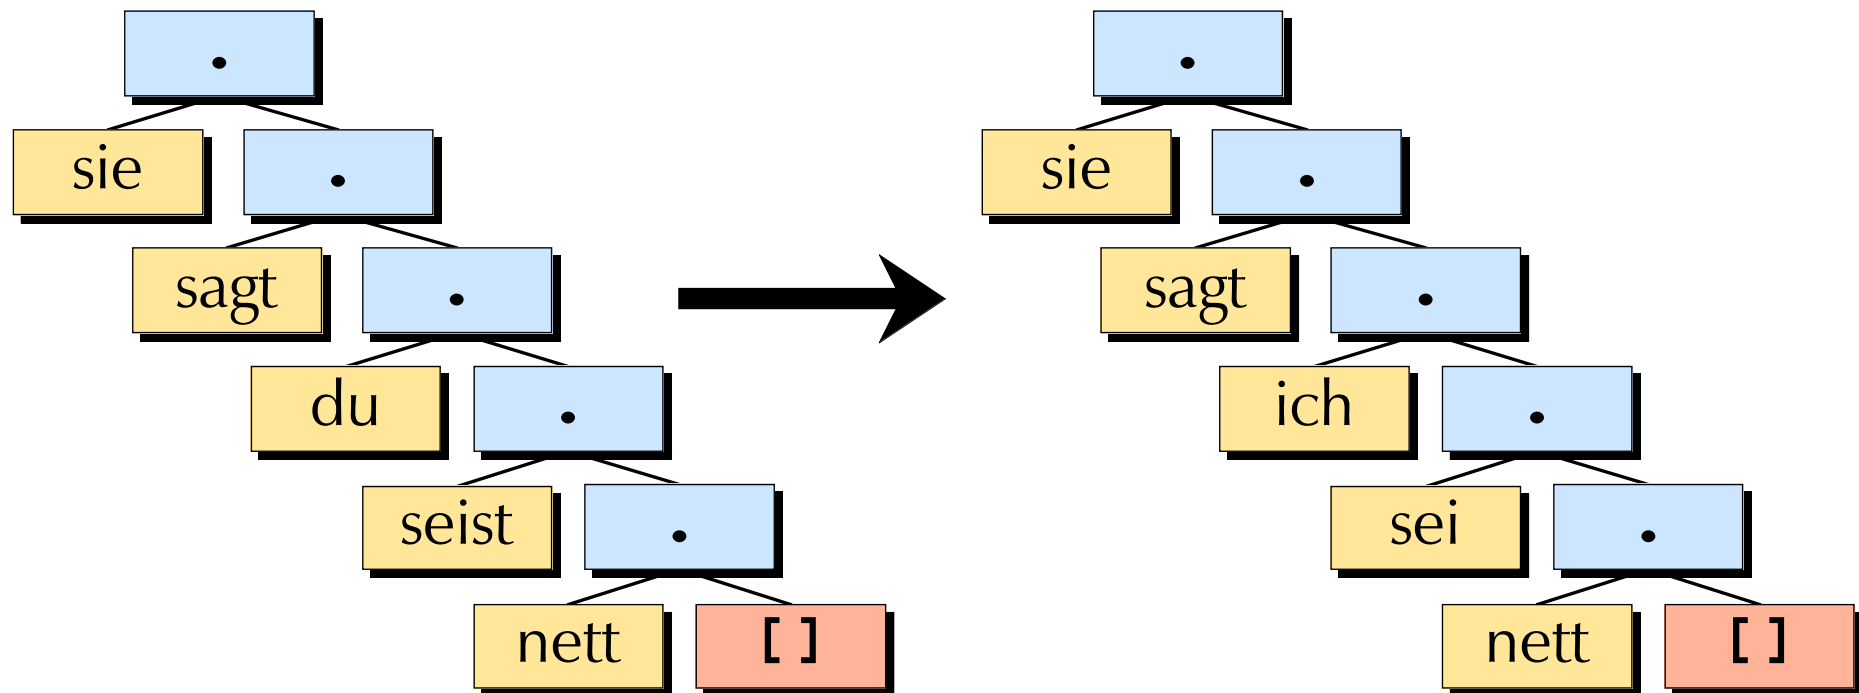 . .
sie . sie .
sagt . sagt .
du . ich .
seist . sei .
nett [ ] nett [ ]